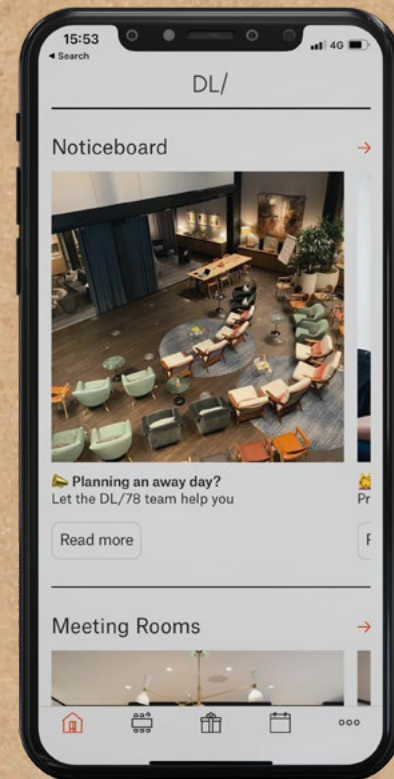 15:53
4G
Search
DL/
Noticeboard
Planning an away day?
Let the DL/78 team help you
Pr
Read more
Meeting Rooms